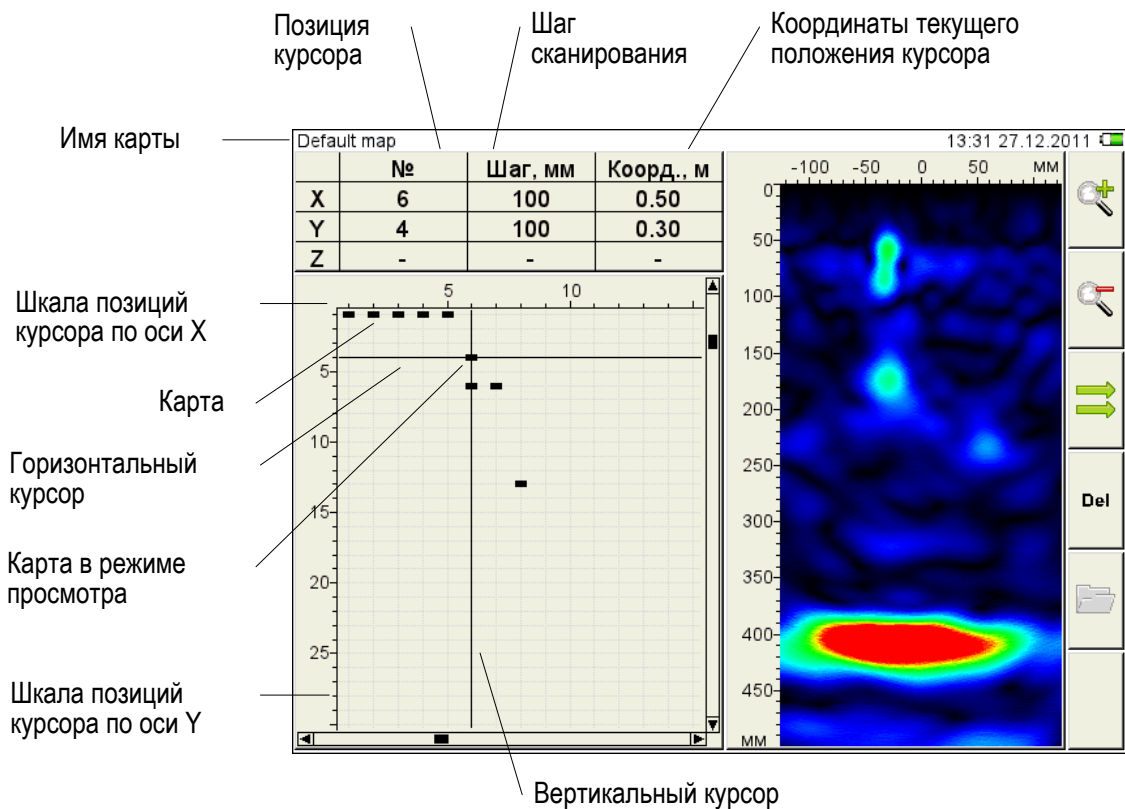 Позиция
курсора
Шаг
сканирования
Координаты текущего
положения курсора
Имя карты
Default map
13:31 27.12.2011
№ Шаг, мм Коорд., м
X 6 100 0.50
Y 4 100 0.30
Z - - -
Шкала позиций
курсора по оси X
Карта
Горизонтальный
курсор
Карта в режиме
просмотра
Шкала позиций
курсора по оси Y
5 10
5
10
15
20
25
Вертикальный курсор
-100 -50 0 50 мм
0
50
100
150
200
250
300
350
400
450
мм
Del